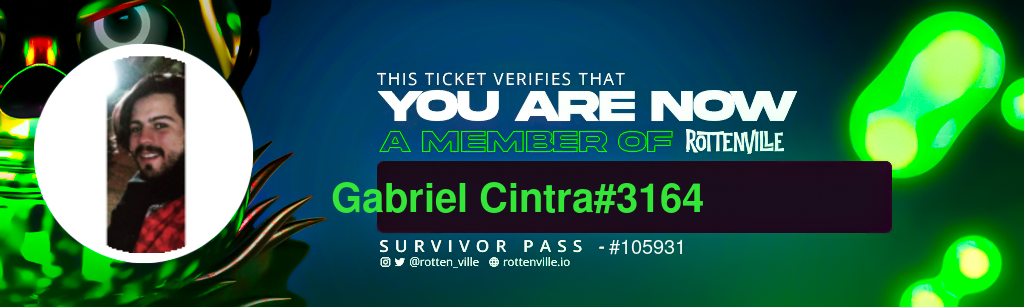 THIS TICKET VERIFIES THAT
YOU ARE NOW
A MEMBER OF ROTTENVILLE
Gabriel Cintra#3164
SURVIVOR PASS - #105931
@rotten_ville rottenville.io